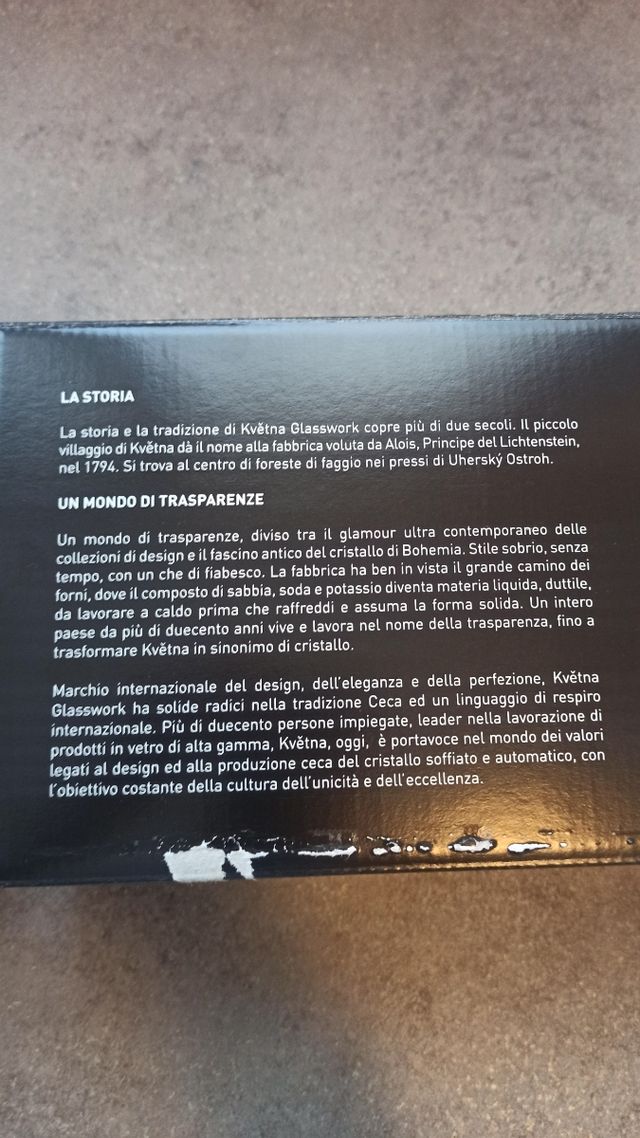 LA STORIA
La storia e la tradizione di Května Glasswork copre più di due secoli. Il piccolo
villaggio di Května dà il nome alla fabbrica voluta da Alois, Principe del Lichtenstein,
nel 1794. Si trova al centro di foreste di faggio nei pressi di Uherský Ostroh.
UN MONDO DI TRASPARENZE
Un mondo di trasparenze, diviso tra il glamour ultra contemporaneo delle
collezioni di design e il fascino antico del cristallo di Bohemia. Stile sobrio, senza
tempo, con un che di fiabesco. La fabbrica ha ben in vista il grande camino dei
forni, dove il composto di sabbia, soda e potassio diventa materia liquida, duttile,
da lavorare a caldo prima che raffreddi e assuma la forma solida. Un intero
paese da più di duecento anni vive e lavora nel nome della trasparenza, fino a
trasformare Května in sinonimo di cristallo.
Marchio internazionale del design, dell'eleganza e della perfezione, Května
Glasswork ha solide radici nella tradizione Ceca ed un linguaggio di respiro
internazionale. Più di duecento persone impiegate, leader nella lavorazione di
prodotti in vetro di alta gamma, Května, oggi, è portavoce nel mondo dei valori
legati al design ed alla produzione ceca del cristallo soffiato e automatico, con
l'obiettivo costante della cultura dell'unicità e dell'eccellenza.